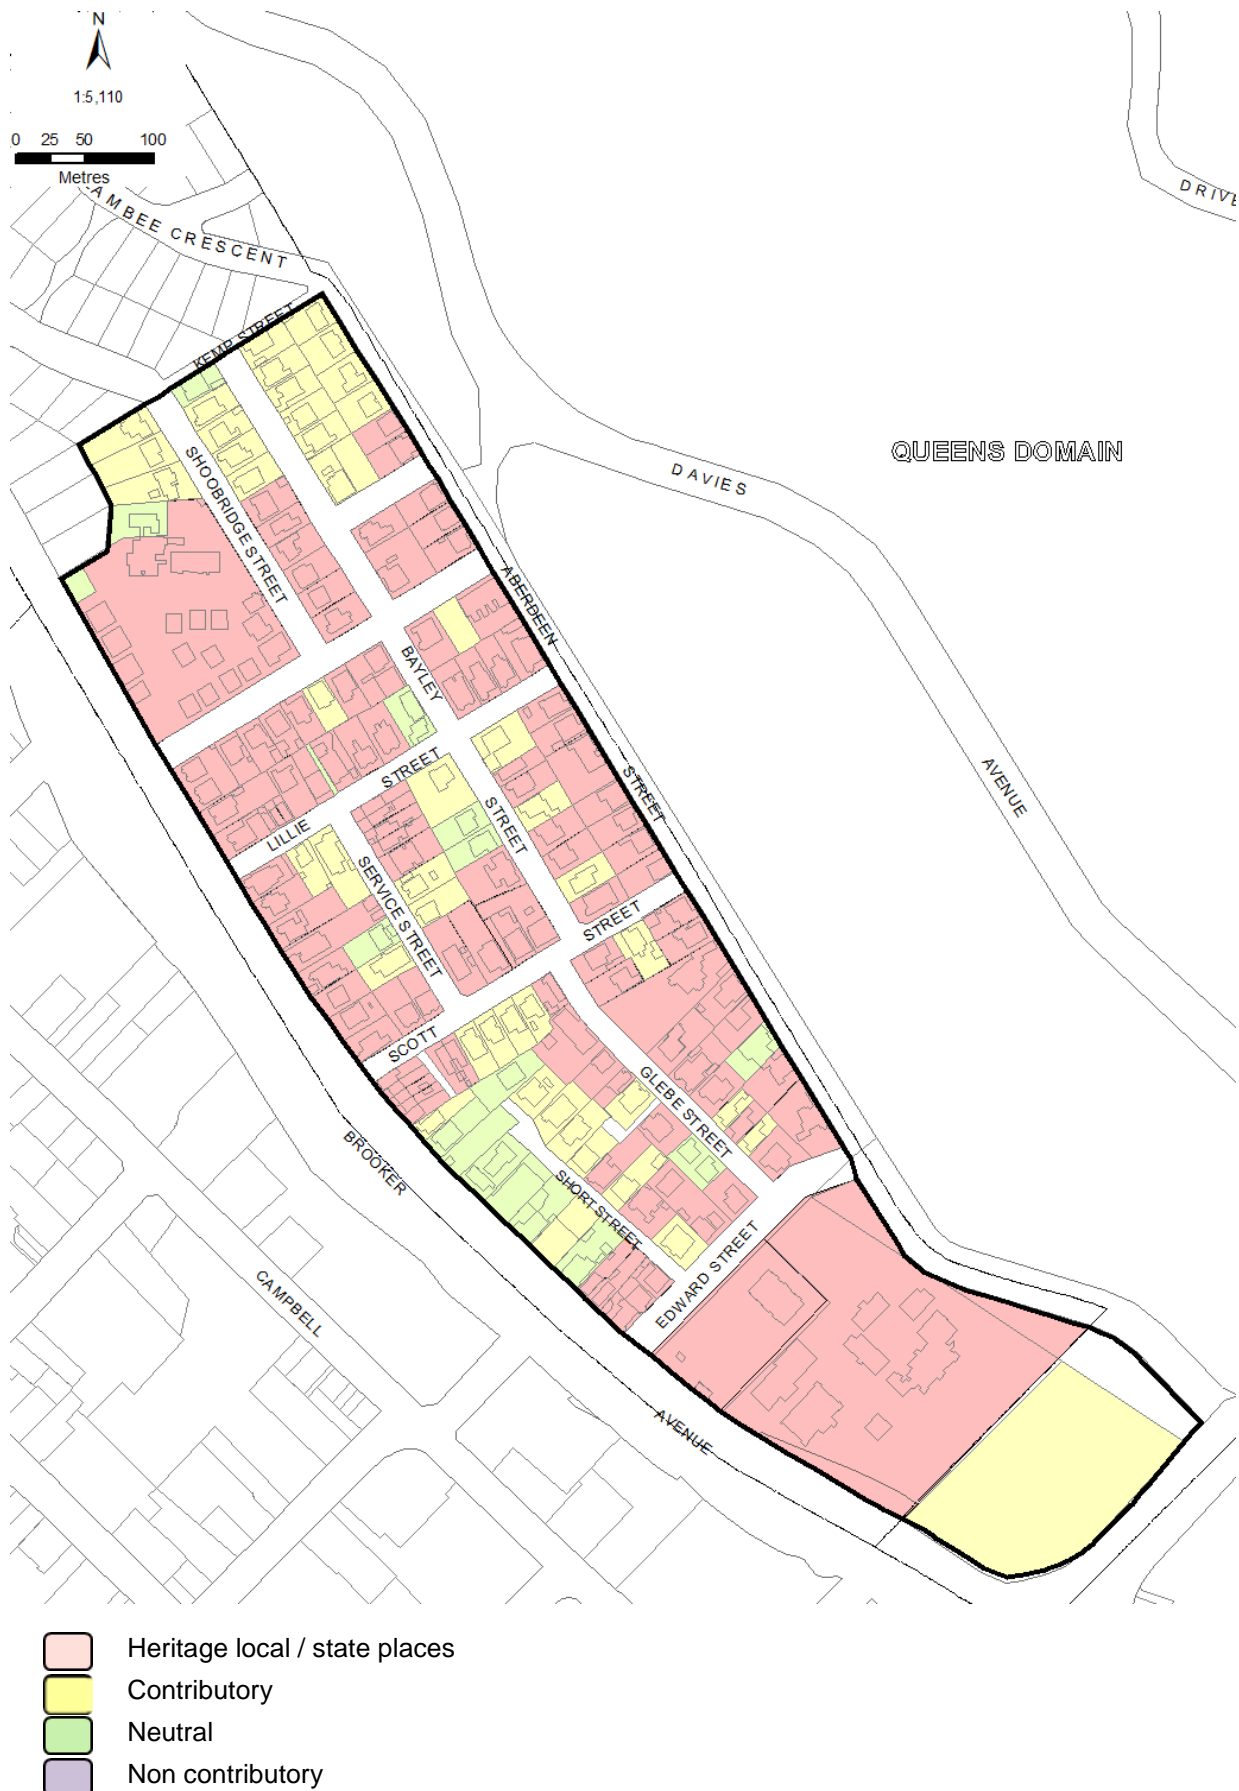 N
1:5,110
0 25 50 100
Metres
AMBEE CRESCENT
DRIVE
KEMP STREET
QUEENS DOMAIN
DAVIES
SHOOBRIDGE STREET
ABERDEEN
BAYLEY
STREET
STREET
AVENUE
STREET
LILLIE
SERVICE STREET
STREET
SCOTT
GLEBE STREET
BROOKER
SHORT STREET
EDWARD STREET
CAMPBELL
AVENUE
Heritage local / state places
Contributory
Neutral
Non contributory